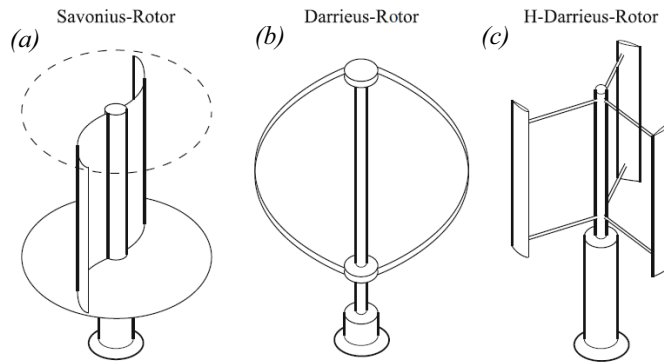 Savonius-Rotor
Darrieus-Rotor
H-Darrieus-Rotor
(a)
(b)
(c)